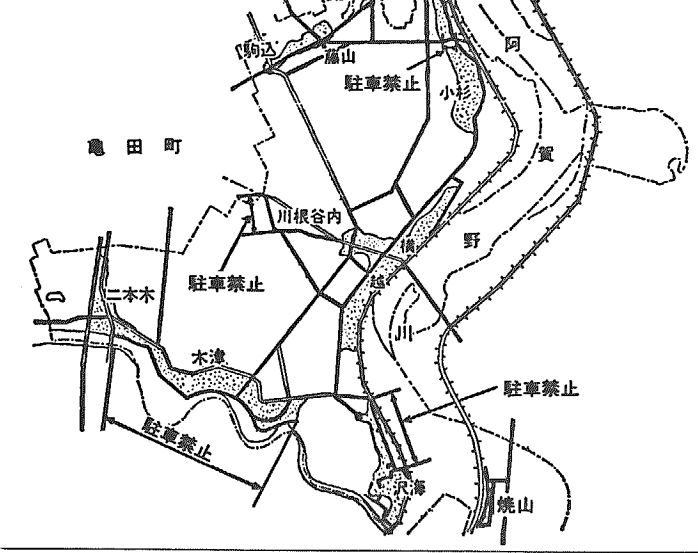 駒込
藤山
駐車禁止
小杉
阿賀野川
亀田町
川根谷内
横越
駐車禁止
二本木
木津
駐車禁止
駐車禁止
沢海
焼山